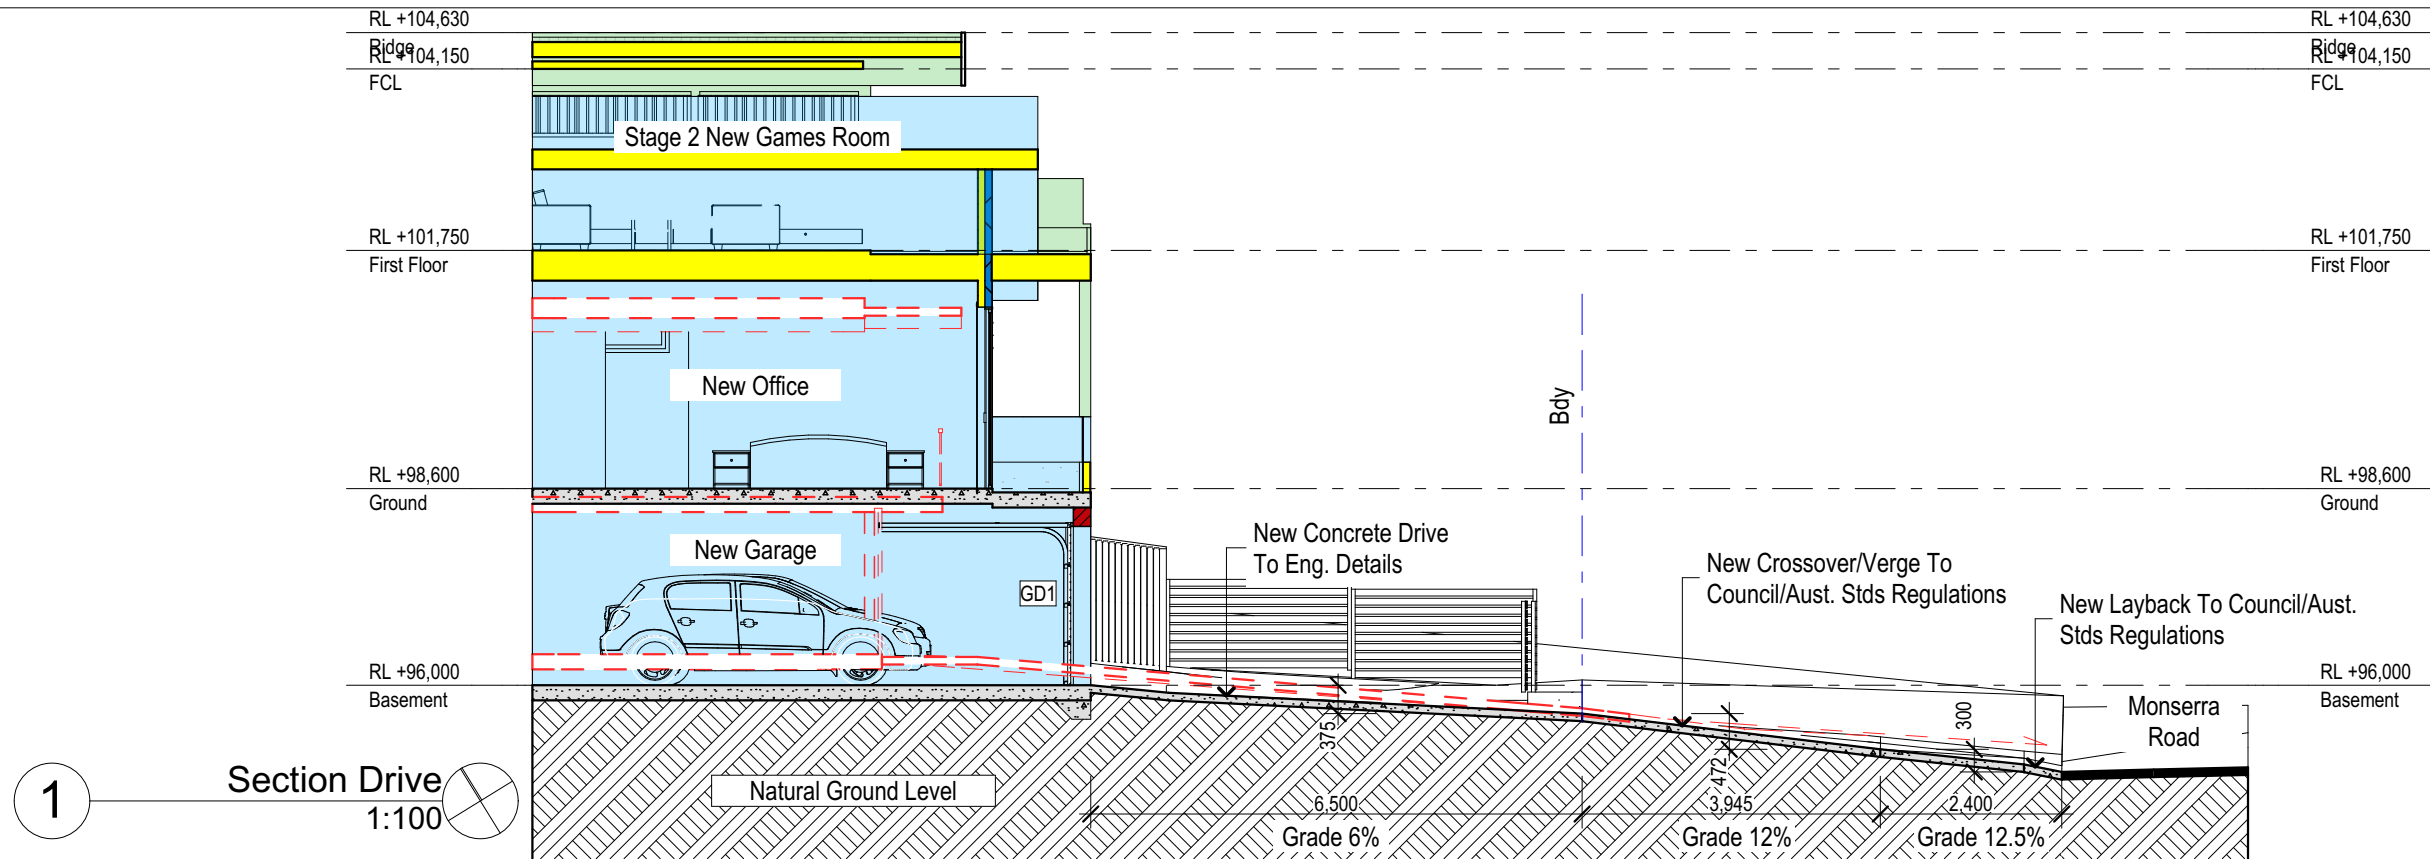 RL +104,630
Ridge
RL +104,150
FCL
RL +104,630
Ridge
RL +104,150
FCL
Stage 2 New Games Room
RL +101,750
First Floor
RL +101,750
First Floor
New Office
Bdy
RL +98,600
Ground
RL +98,600
Ground
New Garage
GD1
New Concrete Drive
To Eng. Details
New Crossover/Verge To
Council/Aust. Stds Regulations
New Layback To Council/Aust.
Stds Regulations
RL +96,000
Basement
RL +96,000
Basement
Monserra
Road
375
472
300
1
Section Drive
1:100
Natural Ground Level
6,500
3,945
2,400
Grade 6%
Grade 12%
Grade 12.5%